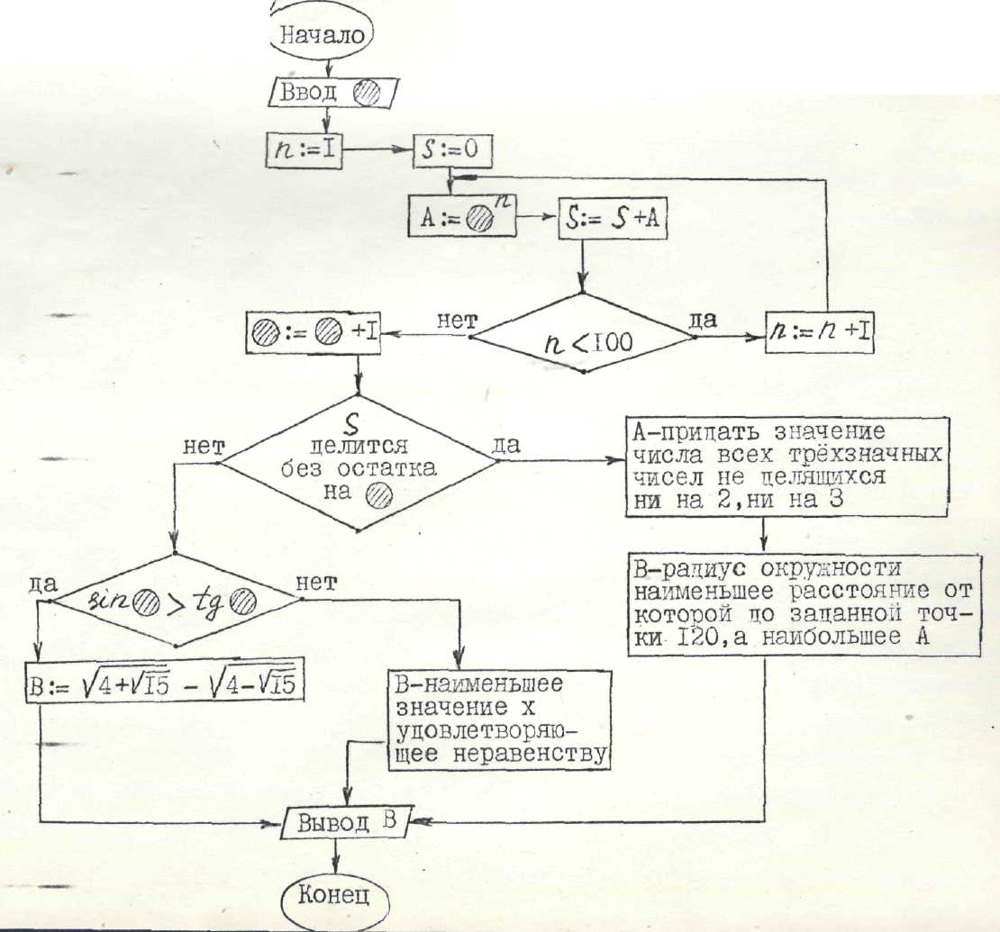 Начало
Ввод
n:=I
S:=0
A:= n
S:= S+A
n<I00
нет
да
:= +I
n:=n+I
S
делится
без остатка
на
нет
да
А-придать значение
числа всех трёхзначных
чисел не делящихся
ни на 2,ни на 3
В-радиус окружности
наименьшее расстояние от
которой до заданной точ-
ки I20,а наибольшее А
sin > tg
да
нет
B:= √4+√I5 - √4-√I5
В-наименьшее
значение х
удовлетворяю-
щее неравенству
Вывод В
Конец